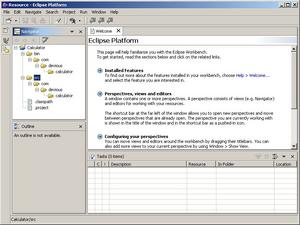 Resource - Eclipse Platform
File Edit Navigate Search Project Run Window Help
Navigator
Calculator
bin
com
devious
calculator
src
com
devious
calculator
.classpath
.project
Outline
An outline is not available.
Welcome
Eclipse Platform
This page will help familiarize you with the Eclipse Workbench.
To get started, read the sections below and click on the related links.
Installed features
To find out more about the features installed in your workbench, choose Help > Welcome...
and select the feature you are interested in.
Perspectives, views and editors
A window contains one or more perspectives. A perspective consists of views (e.g. Navigator)
and editors for working with your resources.
The shortcut bar at the far left of the window allows you to open new perspectives and move
between perspectives that are already open. The perspective you are currently working with
is shown in the title of the window and in the shortcut bar as a pushed-in icon.
Configuring your perspectives
You can move views and editors around the workbench by dragging their titlebars. You can
also add more views to your current perspective by using Window > Show View.
Tasks (0 items)
C ! Description Resource In Folder Location
Calculator/src